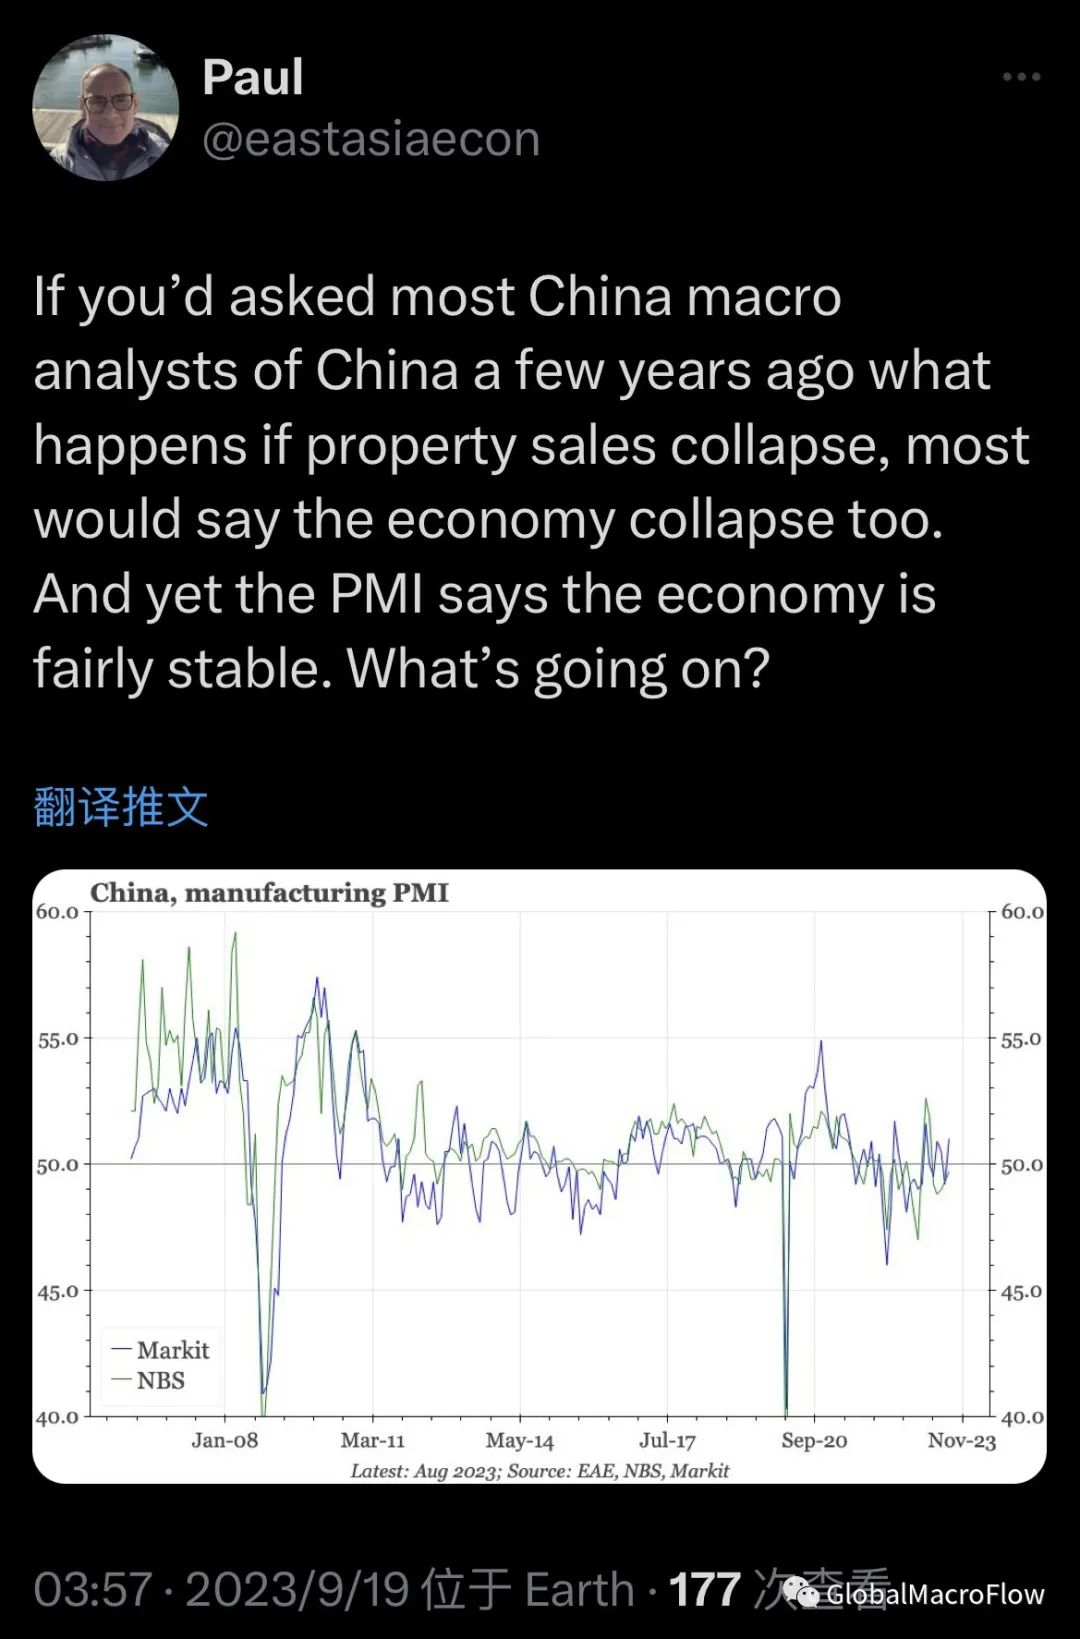 Paul
@eastasiaecon
If you’d asked most China macro
analysts of China a few years ago what
happens if property sales collapse, most
would say the economy collapse too.
And yet the PMI says the economy is
fairly stable. What’s going on?
翻译推文
China, manufacturing PMI
60.0 60.0
55.0 55.0
50.0 50.0
45.0 45.0
Markit
NBS
40.0 40.0
Jan-08 Mar-11 May-14 Jul-17 Sep-20 Nov-23
Latest: Aug 2023; Source: EAE, NBS, Markit
03:57 · 2023/9/19 位于 Earth · 177 次查看
GlobalMacroFlow